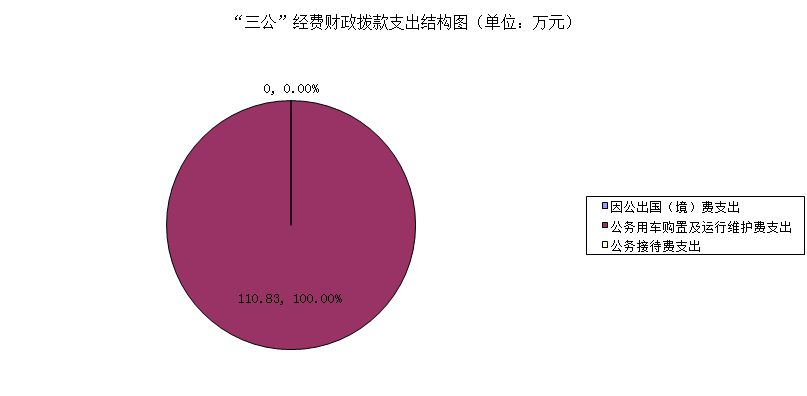 “三公”经费财政拨款支出结构图（单位：万元）
0, 0.00%
110.83, 100.00%
因公出国（境）费支出
公务用车购置及运行维护费支出
公务接待费支出